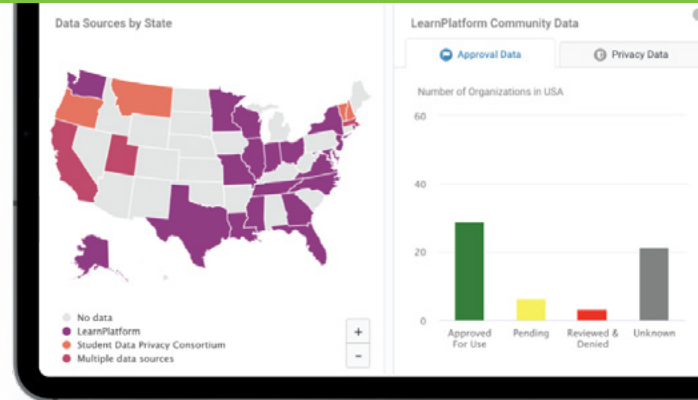 Data Sources by State
No data
LearnPlatform
Student Data Privacy Consortium
Multiple data sources
+
−
LearnPlatform Community Data
Approval Data
Privacy Data
Number of Organizations in USA
60
40
20
0
Approved
For Use
Pending
Reviewed &
Denied
Unknown